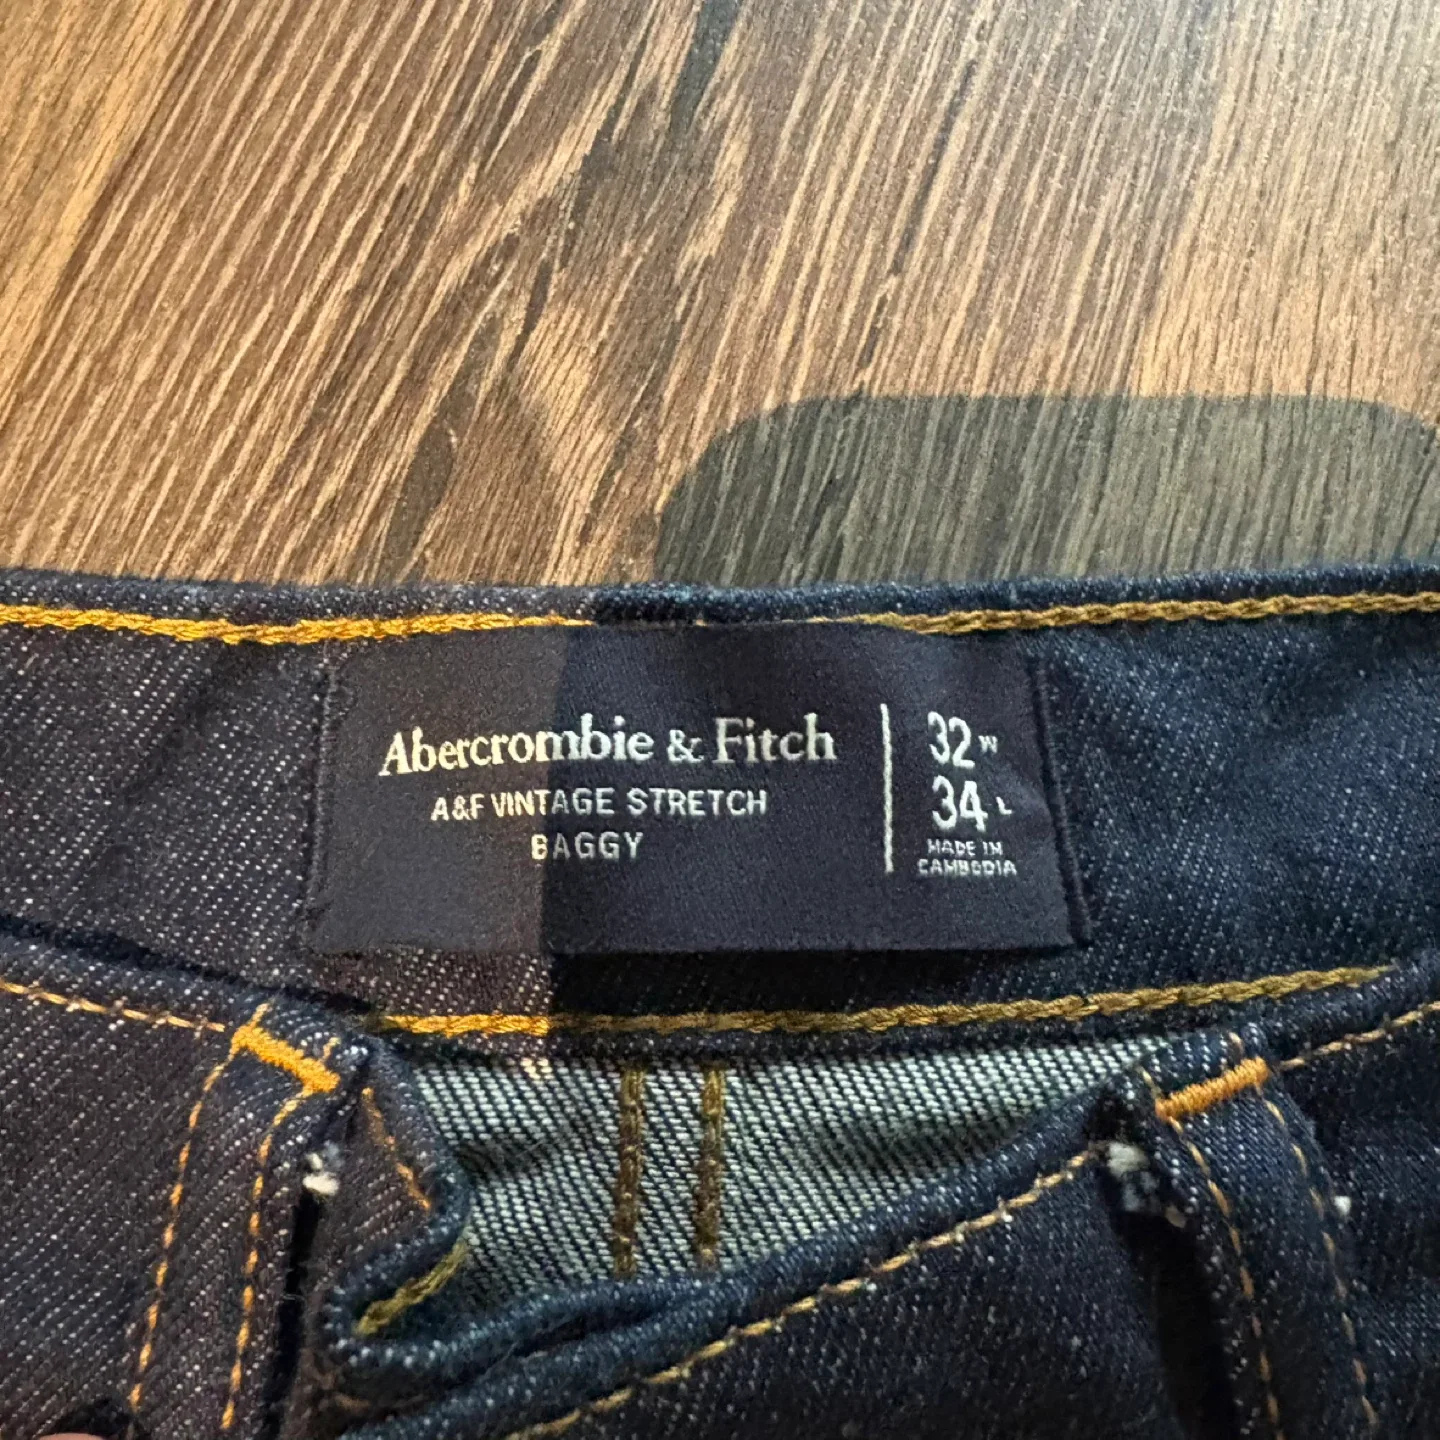 Abercrombie & Fitch
A&F VINTAGE STRETCH
BAGGY
32 W
34 L
MADE IN
CAMBODIA